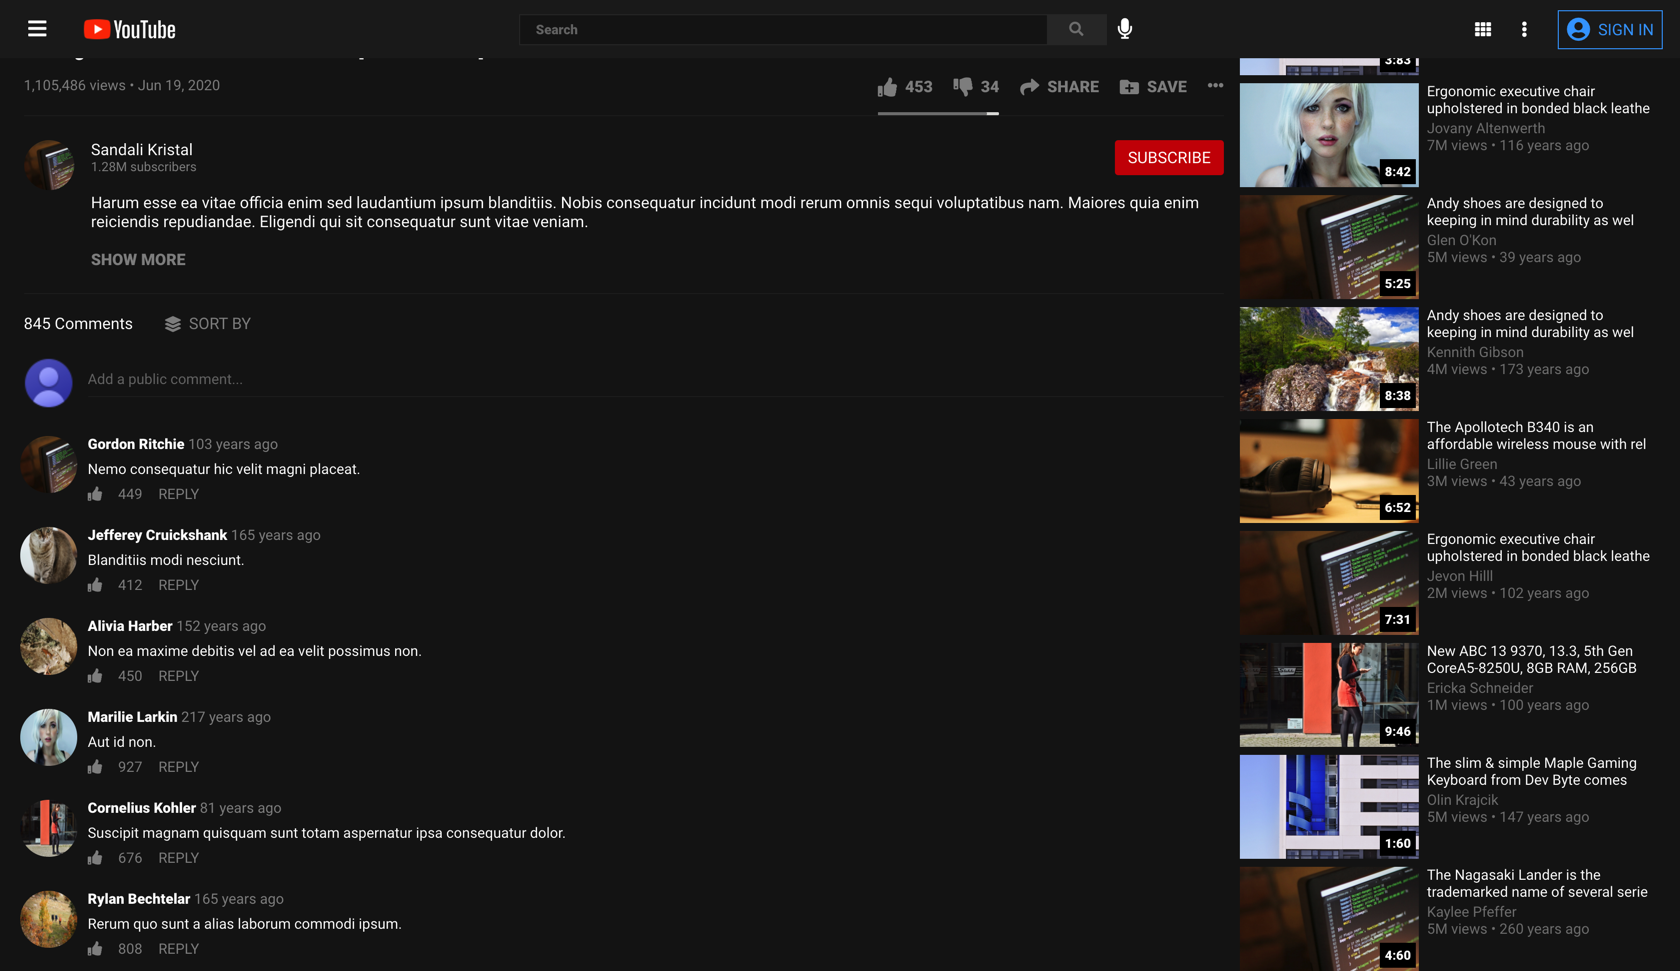 YouTube
Search
SIGN IN
1,105,486 views • Jun 19, 2020
453
34
SHARE
SAVE
Sandali Kristal
1.28M subscribers
SUBSCRIBE
Harum esse ea vitae officia enim sed laudantium ipsum blanditiis. Nobis consequatur incidunt modi rerum omnis sequi voluptatibus nam. Maiores quia enim
reiciendis repudiandae. Eligendi qui sit consequatur sunt vitae veniam.
SHOW MORE
845 Comments
SORT BY
Add a public comment...
Gordon Ritchie 103 years ago
Nemo consequatur hic velit magni placeat.
449 REPLY
Jefferey Cruickshank 165 years ago
Blanditiis modi nesciunt.
412 REPLY
Alivia Harber 152 years ago
Non ea maxime debitis vel ad ea velit possimus non.
450 REPLY
Marilie Larkin 217 years ago
Aut id non.
927 REPLY
Cornelius Kohler 81 years ago
Suscipit magnam quisquam sunt totam aspernatur ipsa consequatur dolor.
676 REPLY
Rylan Bechtelar 165 years ago
Rerum quo sunt a alias laborum commodi ipsum.
808 REPLY
3:83
8:42
Ergonomic executive chair
upholstered in bonded black leathe
Jovany Altenwerth
7M views • 116 years ago
5:25
Andy shoes are designed to
keeping in mind durability as wel
Glen O'Kon
5M views • 39 years ago
8:38
Andy shoes are designed to
keeping in mind durability as wel
Kennith Gibson
4M views • 173 years ago
6:52
The Apollotech B340 is an
affordable wireless mouse with rel
Lillie Green
3M views • 43 years ago
7:31
Ergonomic executive chair
upholstered in bonded black leathe
Jevon Hilll
2M views • 102 years ago
9:46
New ABC 13 9370, 13.3, 5th Gen
CoreA5-8250U, 8GB RAM, 256GB
Ericka Schneider
1M views • 100 years ago
1:60
The slim & simple Maple Gaming
Keyboard from Dev Byte comes
Olin Krajcik
5M views • 147 years ago
4:60
The Nagasaki Lander is the
trademarked name of several serie
Kaylee Pfeffer
5M views • 260 years ago